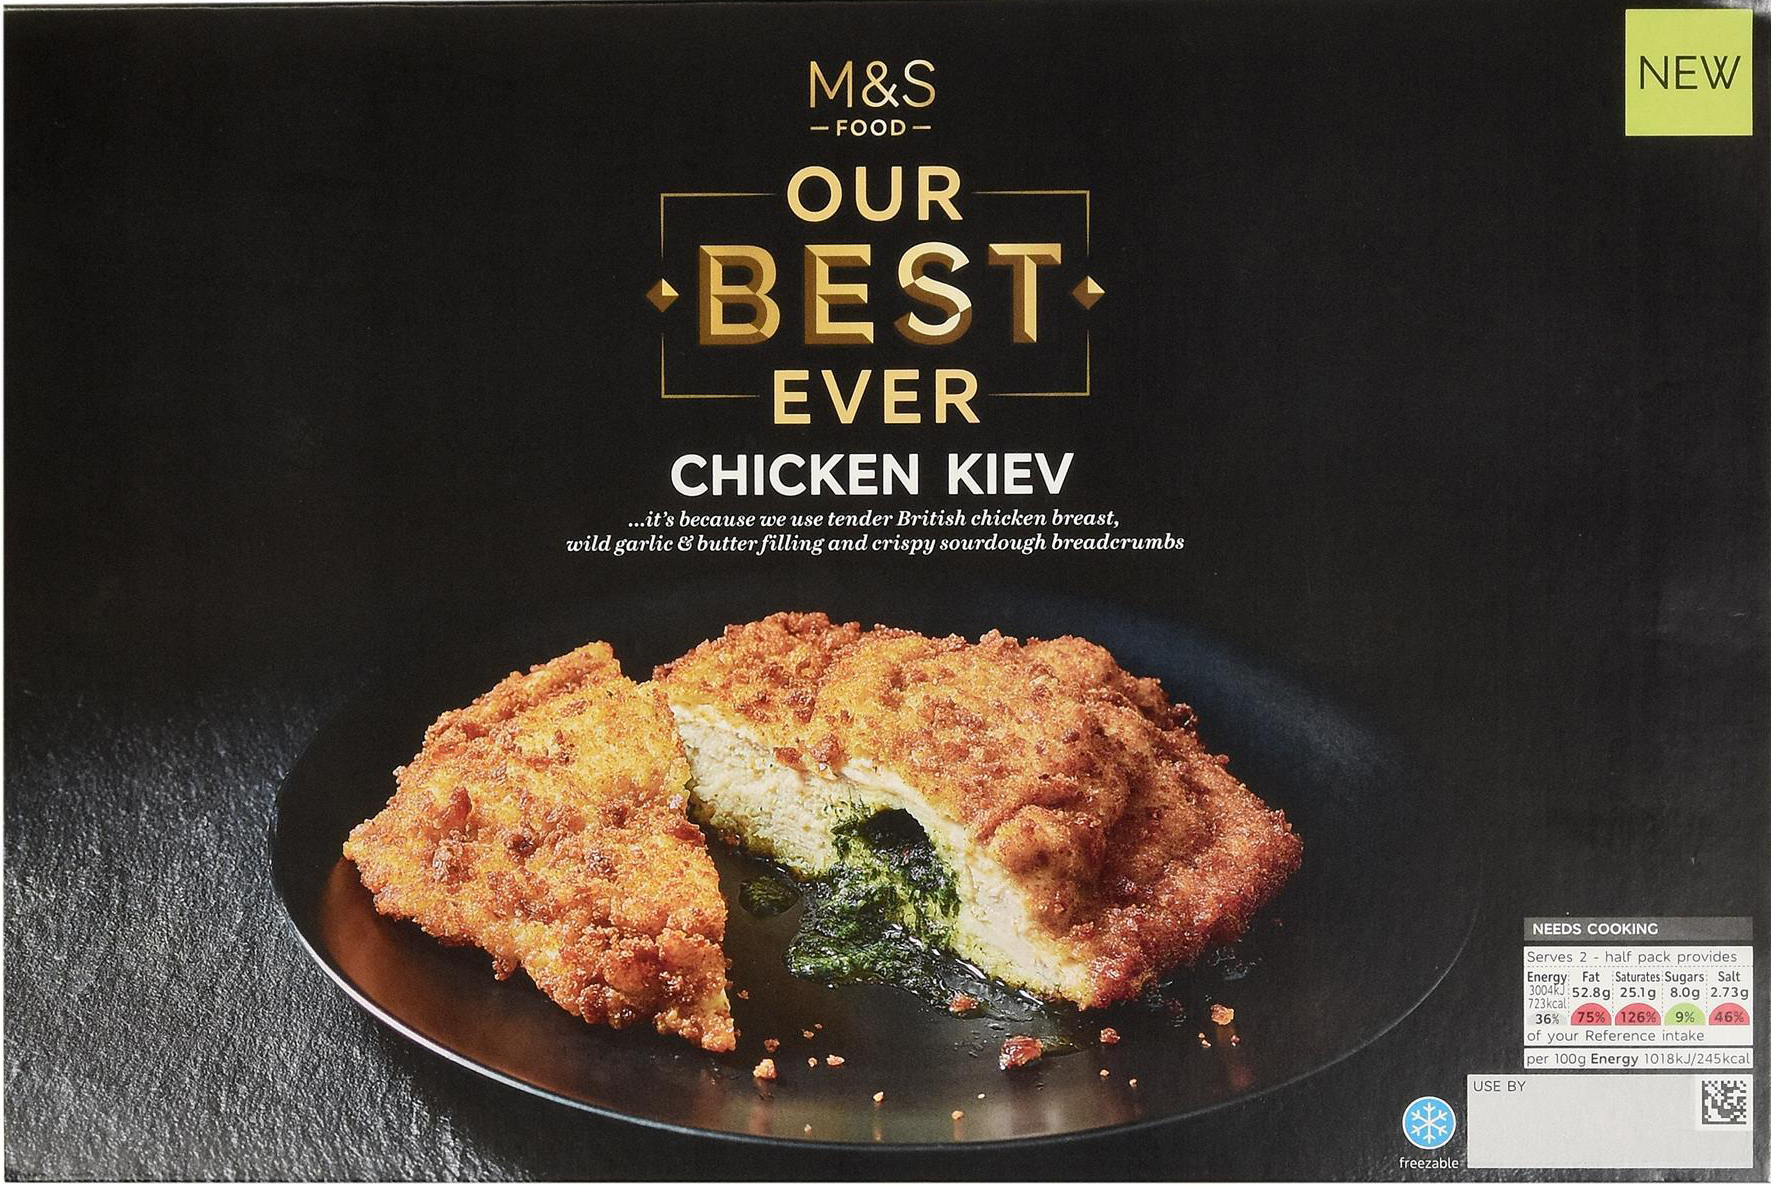 M&S
FOOD
NEW
OUR
BEST
EVER
CHICKEN KIEV
...it's because we use tender British chicken breast,
wild garlic & butter filling and crispy sourdough breadcrumbs
NEEDS COOKING
Serves 2 - half pack provides
Energy Fat Saturates Sugars Salt
3004kJ 52.8g 25.1g 8.0g 2.73g
723kcal
36% 75% 126% 9% 46%
of your Reference intake
per 100g Energy 1018kJ/245kcal
USE BY
freezable